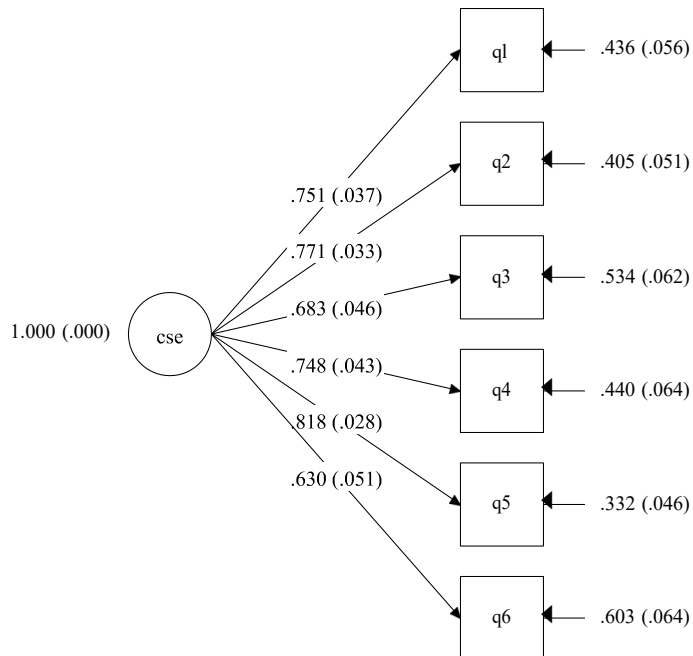 ql
.436 (.056)
q2
.405 (.051)
.751 (.037)
.771 (.033)
q3
.534 (.062)
.683 (.046)
1.000 (.000)
cse
.748 (.043)
q4
.440 (.064)
.818 (.028)
.630 (.051)
q5
.332 (.046)
q6
.603 (.064)